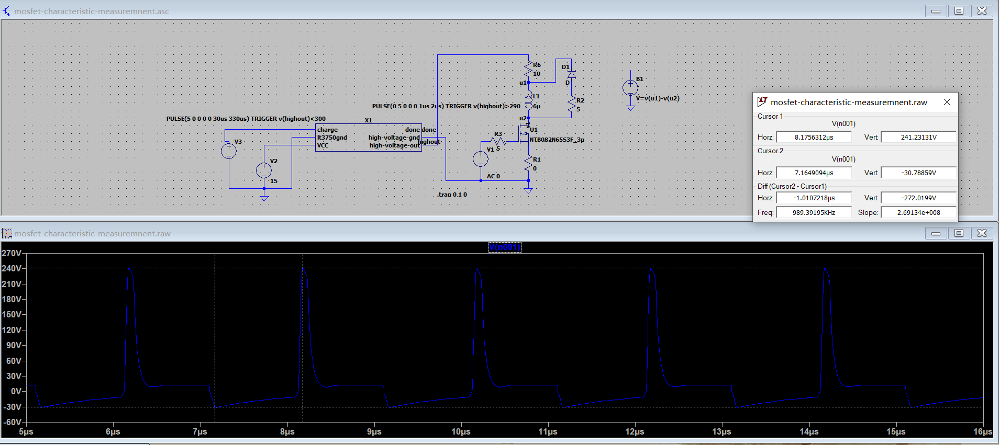 mosfet-characteristic-measuremnent.asc
R6
10
D1
D
u1
L1
6µ
R2
5
B1
V=v(u1)-v(u2)
PULSE(0 5 0 0 0 1us 2us) TRIGGER v(highout)>290
PULSE(5 0 0 0 0 30us 330us) TRIGGER v(highout)<300
X1
u2
U1
NTB082N65S3F_3p
charge
lt3750gnd
VCC
done
high-voltage-gnd
high-voltage-out
done
highout
V3
V2
15
R3
5
V1
AC 0
R1
0
.tran 0 1 0
mosfet-characteristic-measuremnent.raw
Cursor 1
V(n001)
Horz: 8.1756312µs Vert: 241.23131V
Cursor 2
V(n001)
Horz: 7.1649094µs Vert: -30.78859V
Diff (Cursor2 - Cursor1)
Horz: -1.0107218µs Vert: -272.0199V
Freq: 989.39195KHz Slope: 2.69134e+008
mosfet-characteristic-measuremnent.raw
V(n001)
270V
240V
210V
180V
150V
120V
90V
60V
30V
0V
-30V
-60V
5µs 6µs 7µs 8µs 9µs 10µs 11µs 12µs 13µs 14µs 15µs 16µs